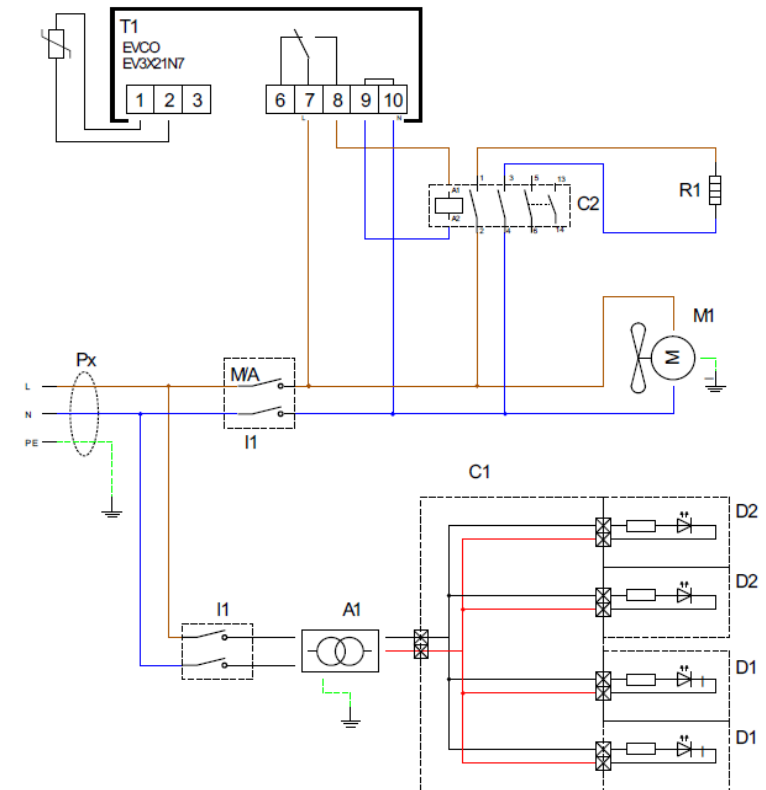 T1
EVCO
EV3X21N7
1 2 3
6 7 8 9 10
L N
A1 1 3 5 13
C2
A2 2 4 6 14
R1
M1
M
Px
M/A
L
N
PE
I1
C1
D2
D2
I1 A1
D1
D1